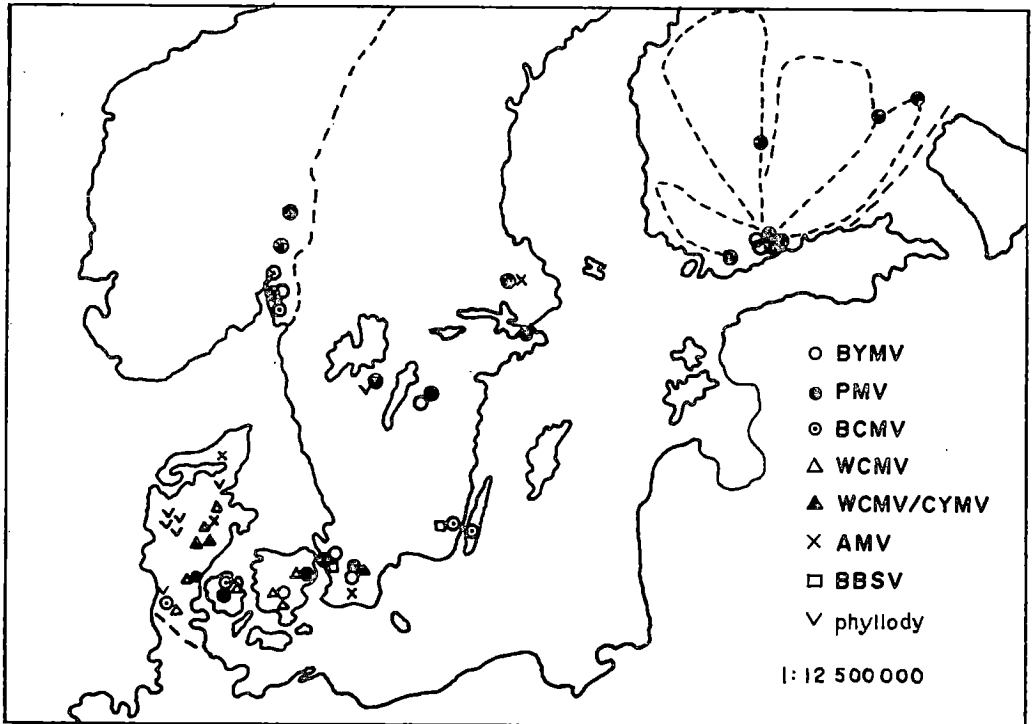 BYMV
PMV
BCMV
WCMV
WCMV/CYMV
AMV
BBSV
phyllody
1:12 500 000